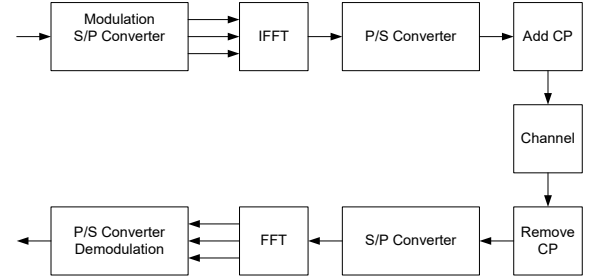 Modulation
S/P Converter
IFFT
P/S Converter
Add CP
Channel
Remove
CP
S/P Converter
FFT
P/S Converter
Demodulation